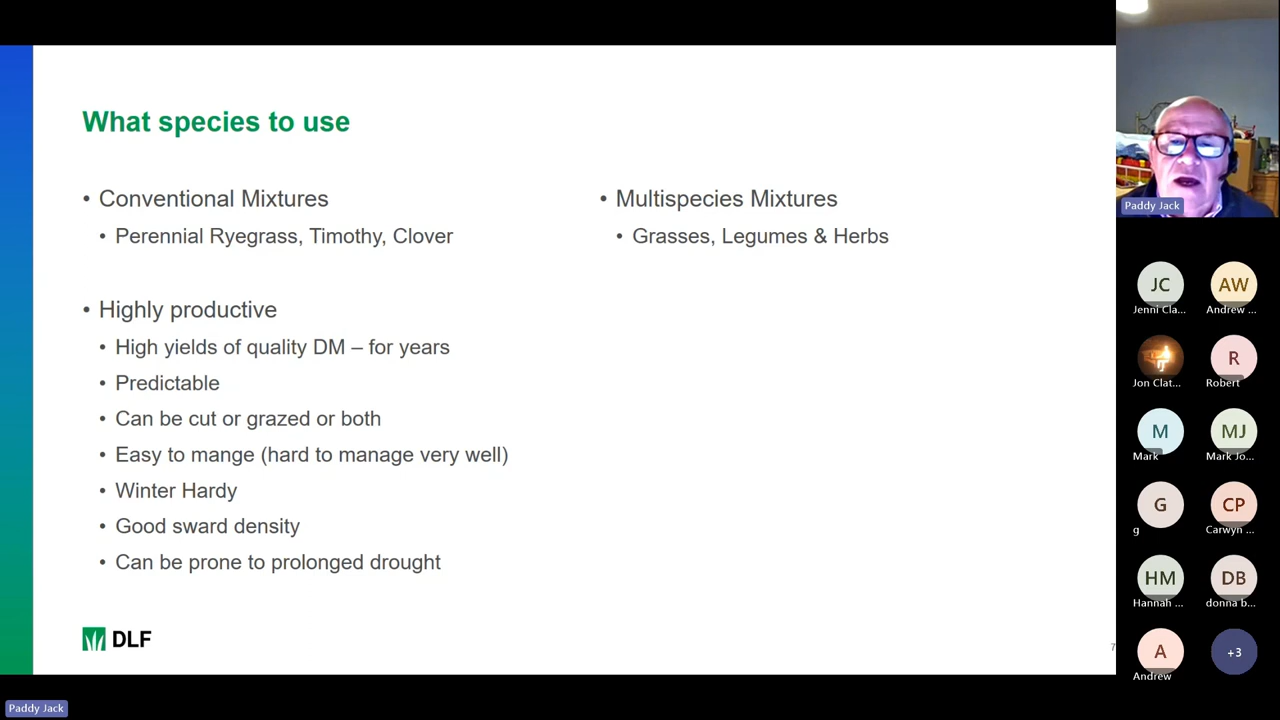 What species to use
• Conventional Mixtures
• Perennial Ryegrass, Timothy, Clover
• Highly productive
• High yields of quality DM – for years
• Predictable
• Can be cut or grazed or both
• Easy to mange (hard to manage very well)
• Winter Hardy
• Good sward density
• Can be prone to prolonged drought
• Multispecies Mixtures
• Grasses, Legumes & Herbs
DLF
7
Paddy Jack
JC
Jenni Cla...
AW
Andrew ...
Jon Clat...
R
Robert
M
Mark
MJ
Mark Jo...
G
g
CP
Carwyn ...
HM
Hannah ...
DB
donna b...
A
Andrew
+3
Paddy Jack